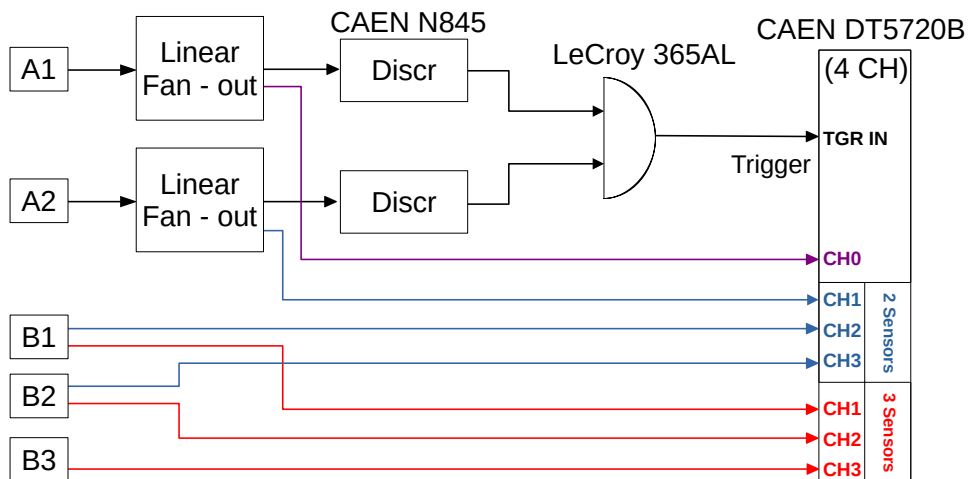 CAEN N845
CAEN DT5720B
(4 CH)
LeCroy 365AL
A1
Linear
Fan - out
Discr
TGR IN
Trigger
A2
Linear
Fan - out
Discr
CH0
CH1
CH2
CH3
2 Sensors
B1
B2
B3
CH1
CH2
CH3
3 Sensors